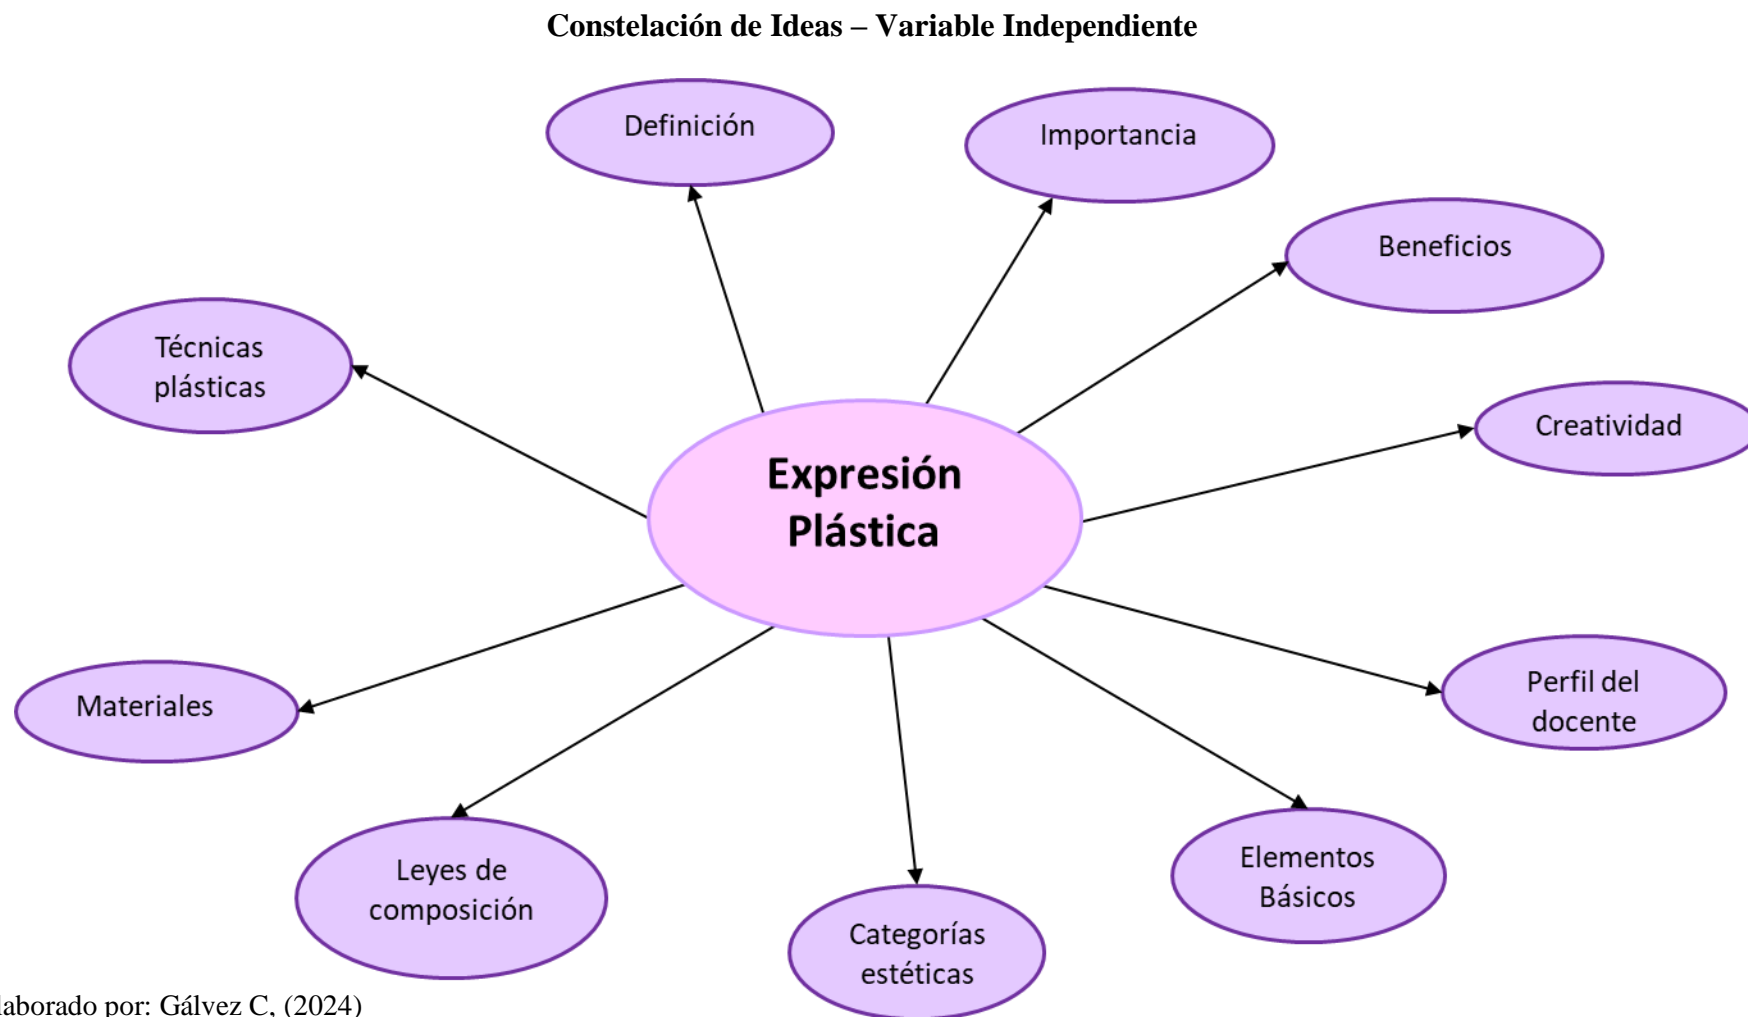 Constelación de Ideas – Variable Independiente
Definición
Importancia
Beneficios
Técnicas
plásticas
Creatividad
Expresión
Plástica
Materiales
Perfil del
docente
Leyes de
composición
Elementos
Básicos
Categorías
estéticas
laborado por: Gálvez C, (2024)